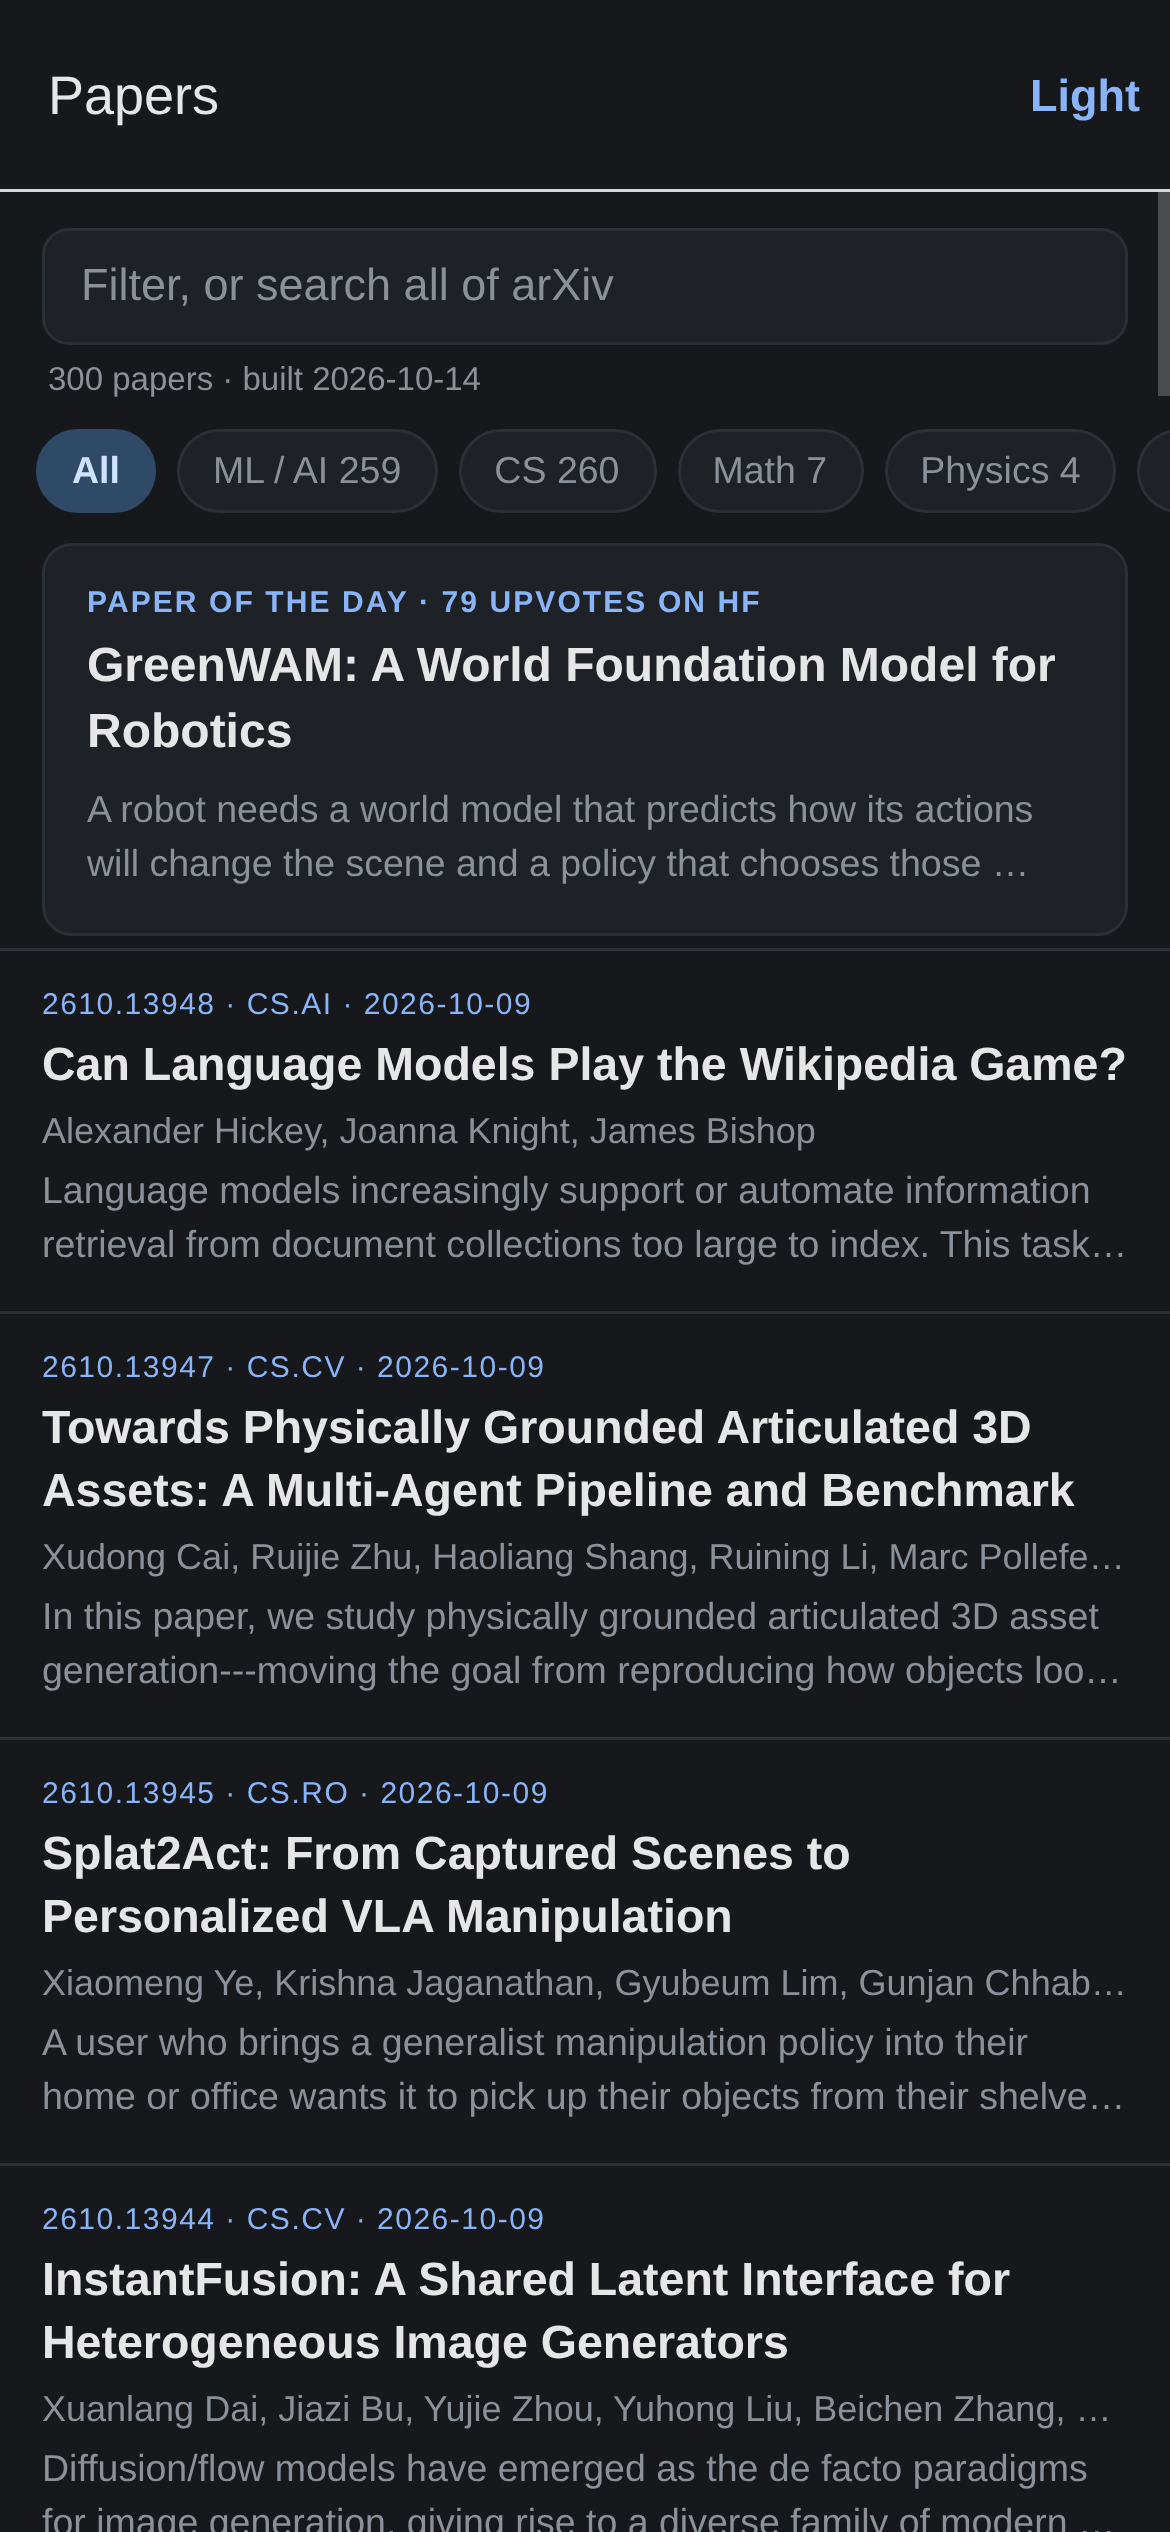 Papers
Light
Filter, or search all of arXiv
300 papers · built 2026-10-14
All
ML / AI 259
CS 260
Math 7
Physics 4
PAPER OF THE DAY · 79 UPVOTES ON HF
GreenWAM: A World Foundation Model for
Robotics
A robot needs a world model that predicts how its actions
will change the scene and a policy that chooses those …
2610.13948 · CS.AI · 2026-10-09
Can Language Models Play the Wikipedia Game?
Alexander Hickey, Joanna Knight, James Bishop
Language models increasingly support or automate information
retrieval from document collections too large to index. This task…
2610.13947 · CS.CV · 2026-10-09
Towards Physically Grounded Articulated 3D
Assets: A Multi-Agent Pipeline and Benchmark
Xudong Cai, Ruijie Zhu, Haoliang Shang, Ruining Li, Marc Pollefe…
In this paper, we study physically grounded articulated 3D asset
generation---moving the goal from reproducing how objects loo…
2610.13945 · CS.RO · 2026-10-09
Splat2Act: From Captured Scenes to
Personalized VLA Manipulation
Xiaomeng Ye, Krishna Jaganathan, Gyubeum Lim, Gunjan Chhab…
A user who brings a generalist manipulation policy into their
home or office wants it to pick up their objects from their shelve…
2610.13944 · CS.CV · 2026-10-09
InstantFusion: A Shared Latent Interface for
Heterogeneous Image Generators
Xuanlang Dai, Jiazi Bu, Yujie Zhou, Yuhong Liu, Beichen Zhang, …
Diffusion/flow models have emerged as the de facto paradigms
for image generation, giving rise to a diverse family of modern …